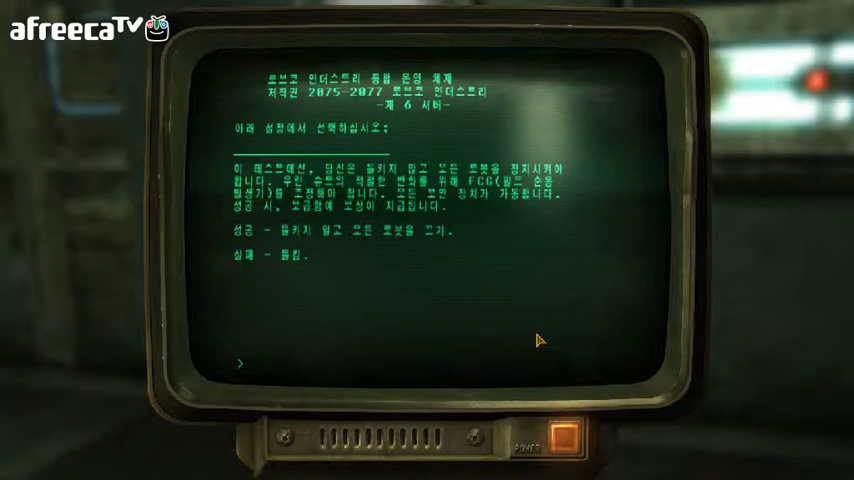 afreecaTV
로브코 인더스트리 통합 운영 체제
저작권 2075-2077 로브코 인더스트리
-제 6 서버-
아래 설정에서 선택하십시오:
이 테스트에선, 당신은 들키지 않고 모든 로봇을 정지시켜야
합니다. 우린 슈트의 적절한 변화를 위해 FCG(필드 순응
발생기)를 조정해야 합니다. 모든 보안 장치가 가동합니다.
성공 시, 보급함에 보상이 지급됩니다.
성공 - 들키지 않고 모든 로봇을 끄기.
실패 - 들킴.
>
POWER